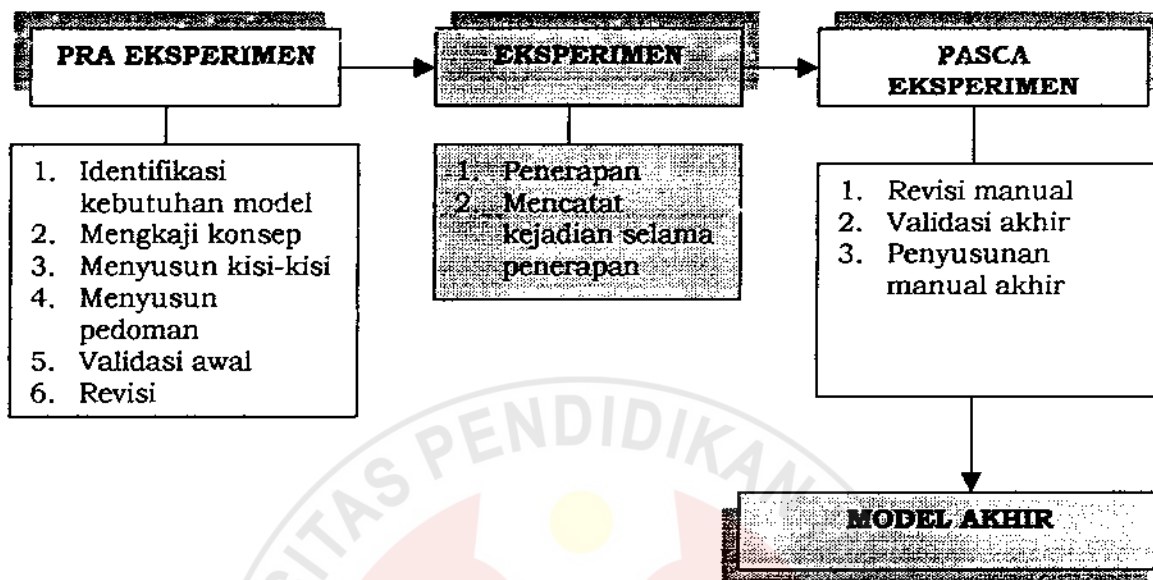 PRA EKSPERIMEN
EKSPERIMEN
PASCA
EKSPERIMEN
1. Identifikasi
kebutuhan model
2. Mengkaji konsep
3. Menyusun kisi-kisi
4. Menyusun
pedoman
5. Validasi awal
6. Revisi
1. Penerapan
2. Mencatat
kejadian selama
penerapan
1. Revisi manual
2. Validasi akhir
3. Penyusunan
manual akhir
MODEL AKHIR
SITAS PENDIDIKAN